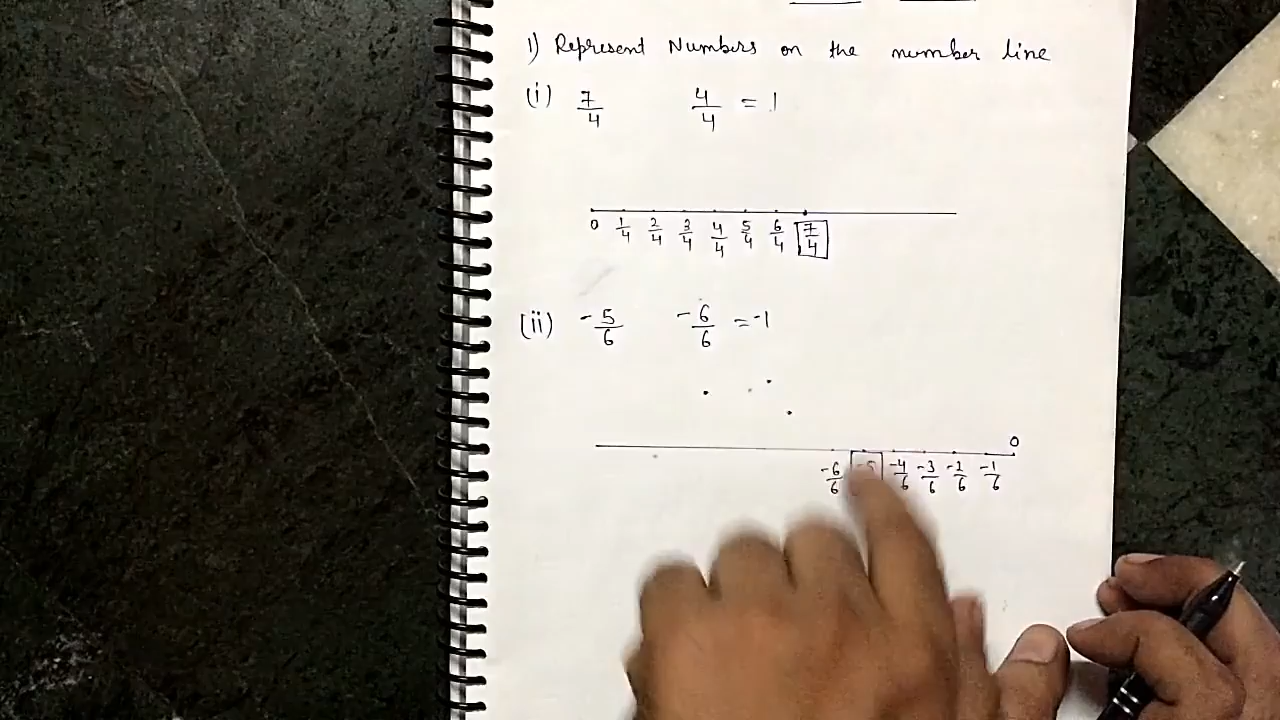 1) Represent Numbers on the number line
(i) 7/4 4/4 = 1
0 1/4 2/4 3/4 4/4 5/4 6/4 7/4
(ii) -5/6 -6/6 = -1
0
-6/6 -5 -4/6 -3/6 -2/6 -1/6